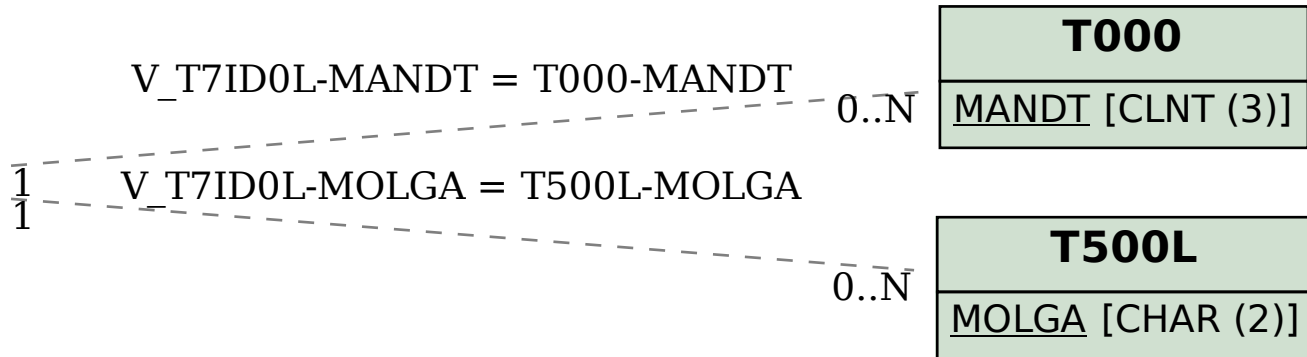 T000
V_T7ID0L-MANDT = T000-MANDT
0..N
MANDT [CLNT (3)]
1
V_T7ID0L-MOLGA = T500L-MOLGA
1
T500L
0..N
MOLGA [CHAR (2)]